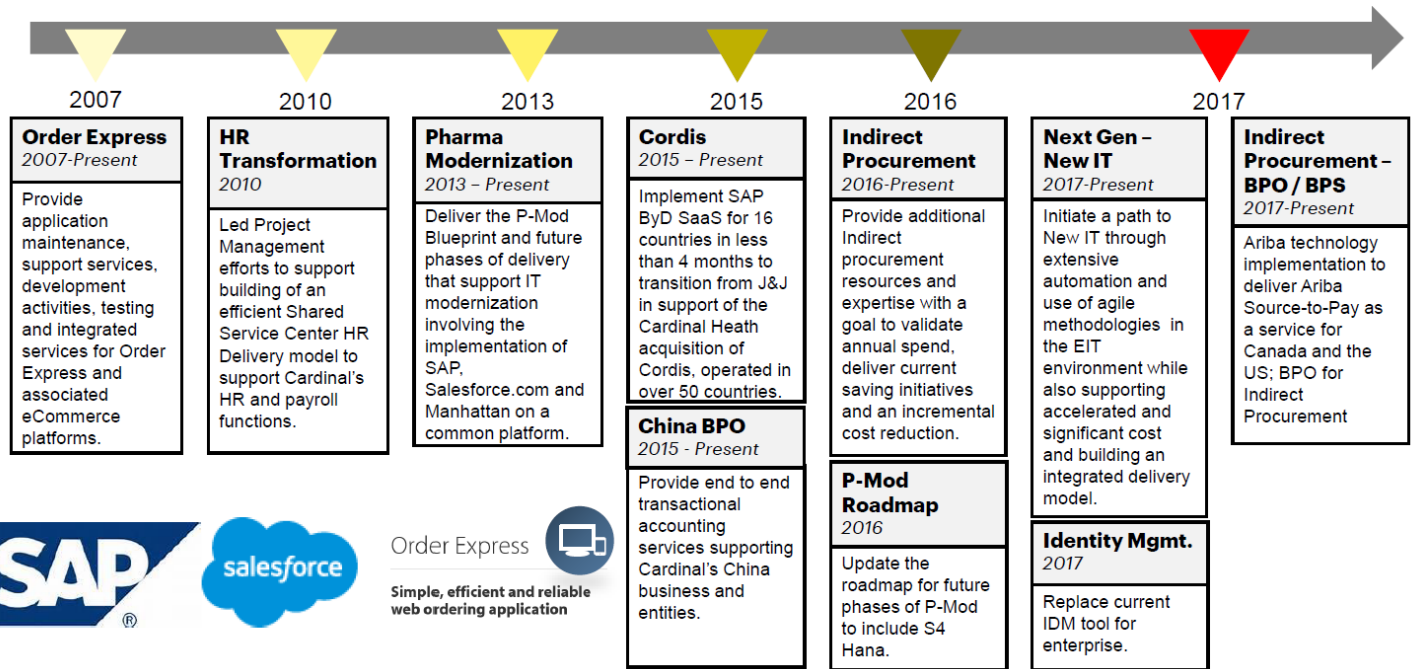 2007
2010
2013
2015
2016
2017
Order Express
2007-Present
Provide
application
maintenance,
support services,
development
activities, testing
and integrated
services for Order
Express and
associated
eCommerce
platforms.
HR
Transformation
2010
Led Project
Management
efforts to support
building of an
efficient Shared
Service Center HR
Delivery model to
support Cardinal's
HR and payroll
functions.
Pharma
Modernization
2013 – Present
Deliver the P-Mod
Blueprint and future
phases of delivery
that support IT
modernization
involving the
implementation of
SAP,
Salesforce.com and
Manhattan on a
common platform.
Cordis
2015 – Present
Implement SAP
ByD SaaS for 16
countries in less
than 4 months to
transition from J&J
in support of the
Cardinal Heath
acquisition of
Cordis, operated in
over 50 countries.
China BPO
2015 - Present
Provide end to end
transactional
accounting
services supporting
Cardinal's China
business and
entities.
Indirect
Procurement
2016-Present
Provide additional
Indirect
procurement
resources and
expertise with a
goal to validate
annual spend,
deliver current
saving initiatives
and an incremental
cost reduction.
P-Mod
Roadmap
2016
Update the
roadmap for future
phases of P-Mod
to include S4
Hana.
Next Gen –
New IT
2017-Present
Initiate a path to
New IT through
extensive
automation and
use of agile
methodologies in
the EIT
environment while
also supporting
accelerated and
significant cost
and building an
integrated delivery
model.
Identity Mgmt.
2017
Replace current
IDM tool for
enterprise.
Indirect
Procurement –
BPO / BPS
2017-Present
Ariba technology
implementation to
deliver Ariba
Source-to-Pay as
a service for
Canada and the
US; BPO for
Indirect
Procurement
SAP
®
salesforce
Order Express
Simple, efficient and reliable
web ordering application